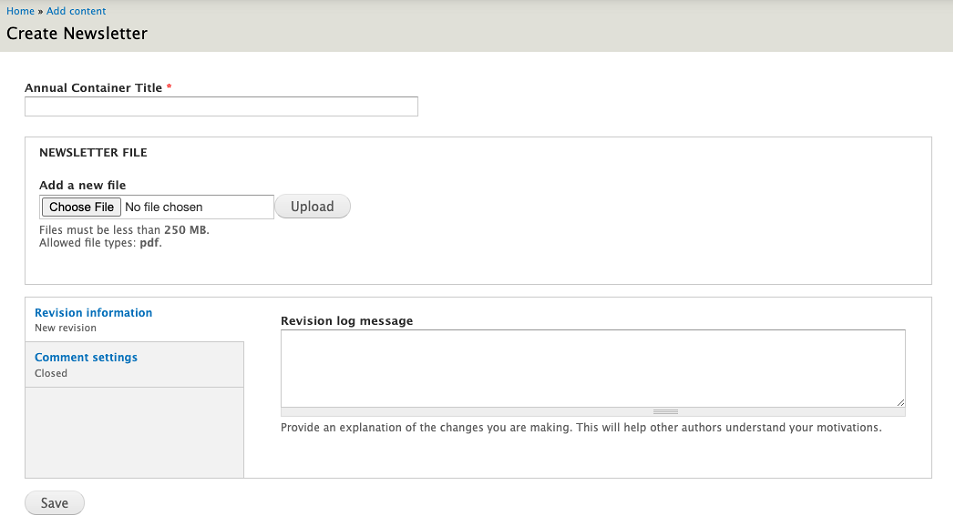 Home » Add content
Create Newsletter
Annual Container Title *
NEWSLETTER FILE
Add a new file
Choose File No file chosen Upload
Files must be less than 250 MB.
Allowed file types: pdf.
Revision information
New revision
Comment settings
Closed
Revision log message
Provide an explanation of the changes you are making. This will help other authors understand your motivations.
Save